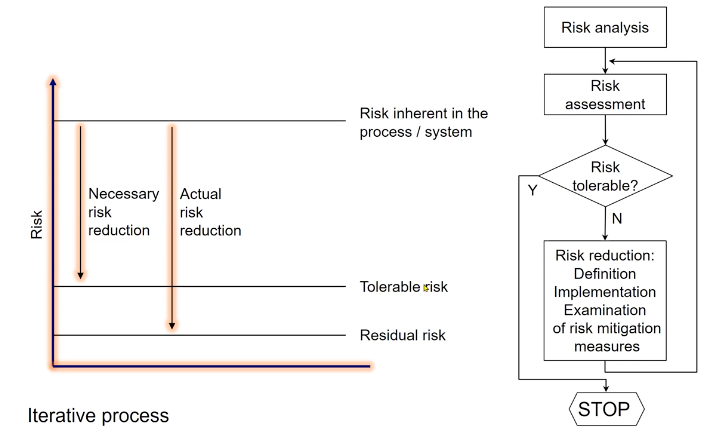 Risk
Risk inherent in the
process / system
Necessary
risk
reduction
Actual
risk
reduction
Tolerable risk
Residual risk
Iterative process
Risk analysis
Risk
assessment
Risk
tolerable?
Y
N
Risk reduction:
Definition
Implementation
Examination
of risk mitigation
measures
STOP